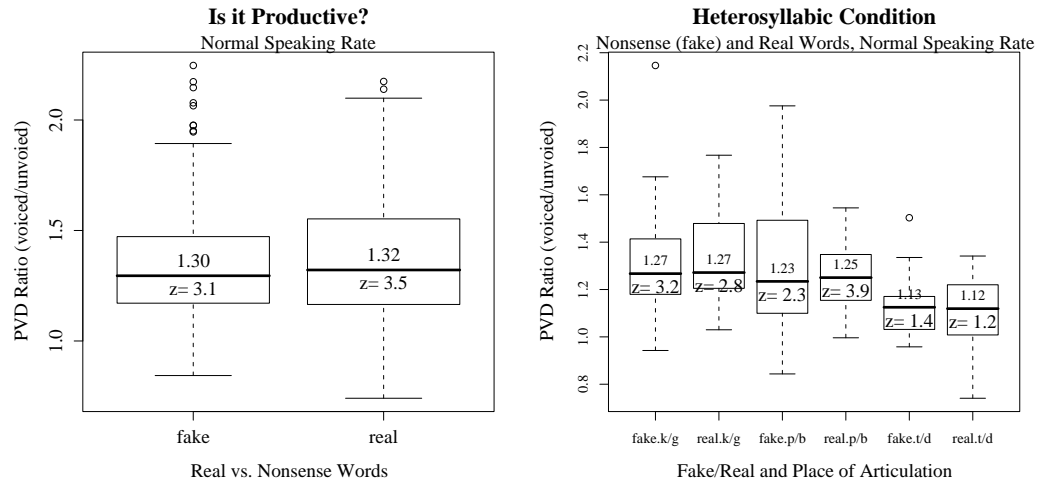 Is it Productive?
Normal Speaking Rate
PVD Ratio (voiced/unvoied)
2.0
1.5
1.0
1.30
z= 3.1
1.32
z= 3.5
fake
real
Real vs. Nonsense Words
Heterosyllabic Condition
Nonsense (fake) and Real Words, Normal Speaking Rate
PVD Ratio (voiced/unvoied)
2.2
2.0
1.8
1.6
1.4
1.2
1.0
0.8
1.27
z= 3.2
1.27
z= 2.8
1.23
z= 2.3
1.25
z= 3.9
1.13
z= 1.4
1.12
z= 1.2
fake.k/g
real.k/g
fake.p/b
real.p/b
fake.t/d
real.t/d
Fake/Real and Place of Articulation